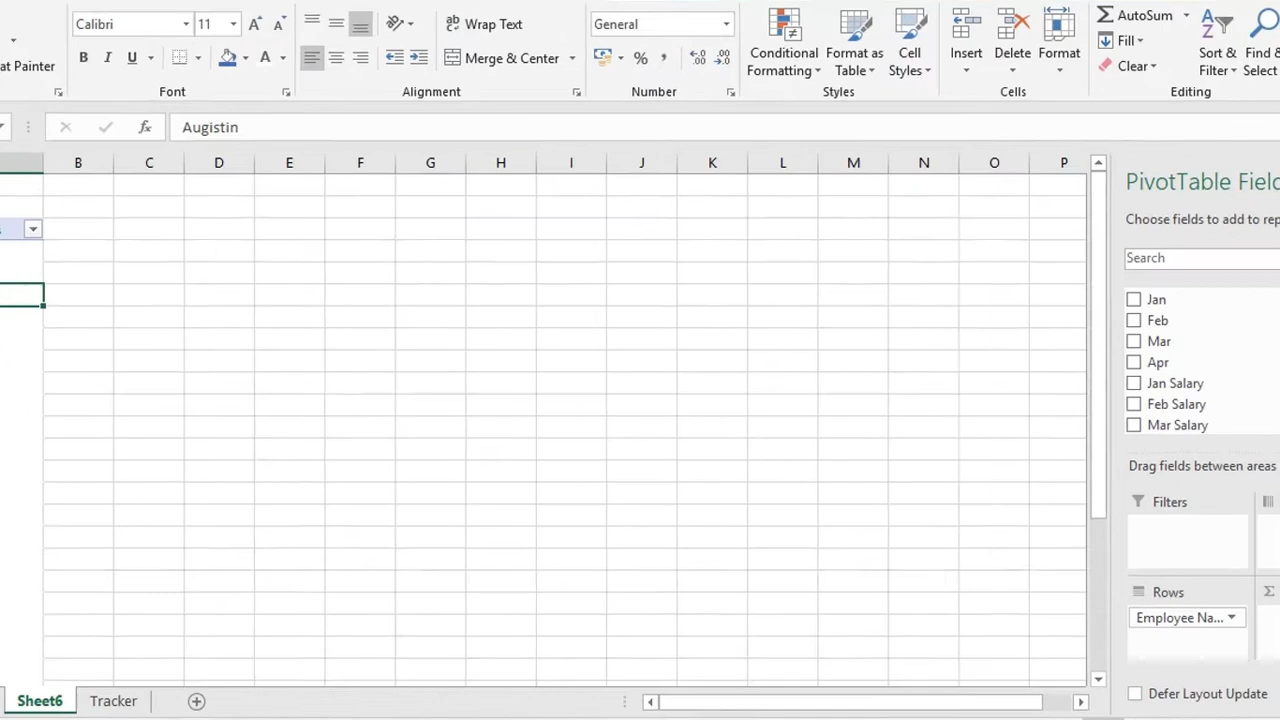 Calibri 11
Wrap Text
General
at Painter
B I U
A
Merge & Center
%
Font
Alignment
Number
Conditional Formatting
Format as Table
Cell Styles
Styles
Insert
Delete
Format
Cells
AutoSum
Fill
Clear
Sort & Filter
Find
Select
Editing
fx Augistin
B C D E F G H I J K L M N O P
PivotTable Field
Choose fields to add to rep
Search
Jan
Feb
Mar
Apr
Jan Salary
Feb Salary
Mar Salary
Drag fields between areas
Filters
Rows
Σ
Employee Na...
Defer Layout Update
Sheet6
Tracker